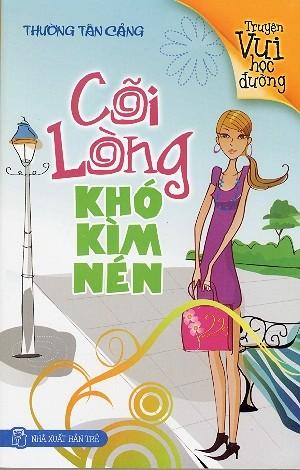 THƯỜNG TÂN CẢNG
Truyện
Vui
học
đường
Cõi
Lòng
KHÓ
KÌM
NÉN
NHÀ XUẤT BẢN TRẺ